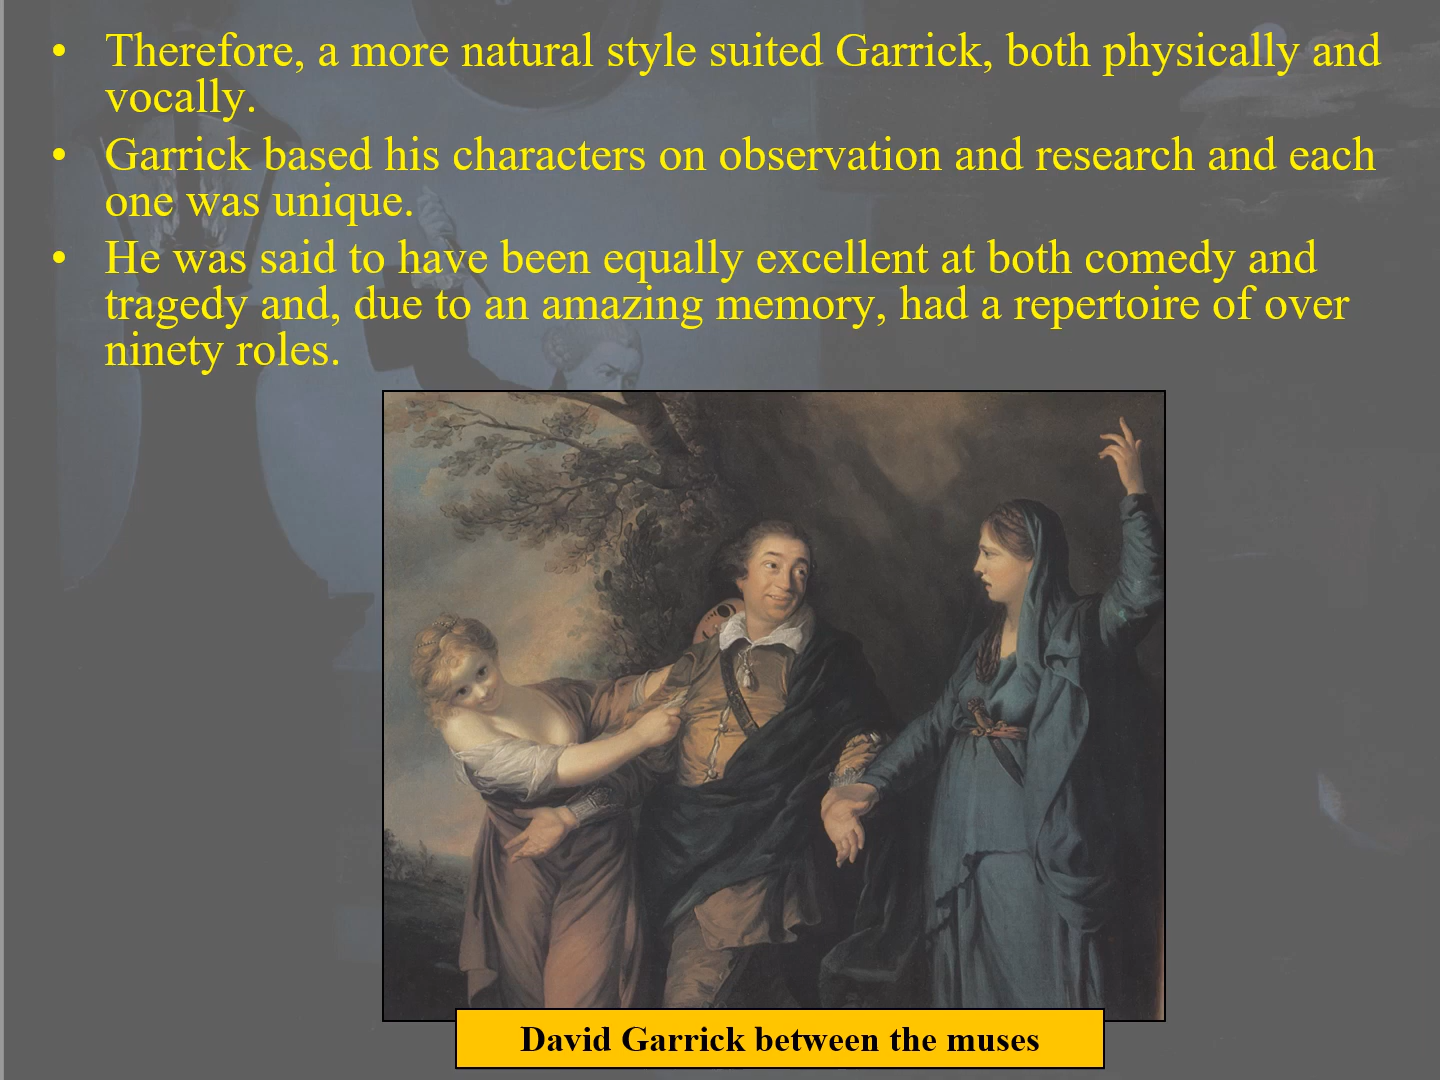 • Therefore, a more natural style suited Garrick, both physically and
vocally.
• Garrick based his characters on observation and research and each
one was unique.
• He was said to have been equally excellent at both comedy and
tragedy and, due to an amazing memory, had a repertoire of over
ninety roles.
David Garrick between the muses